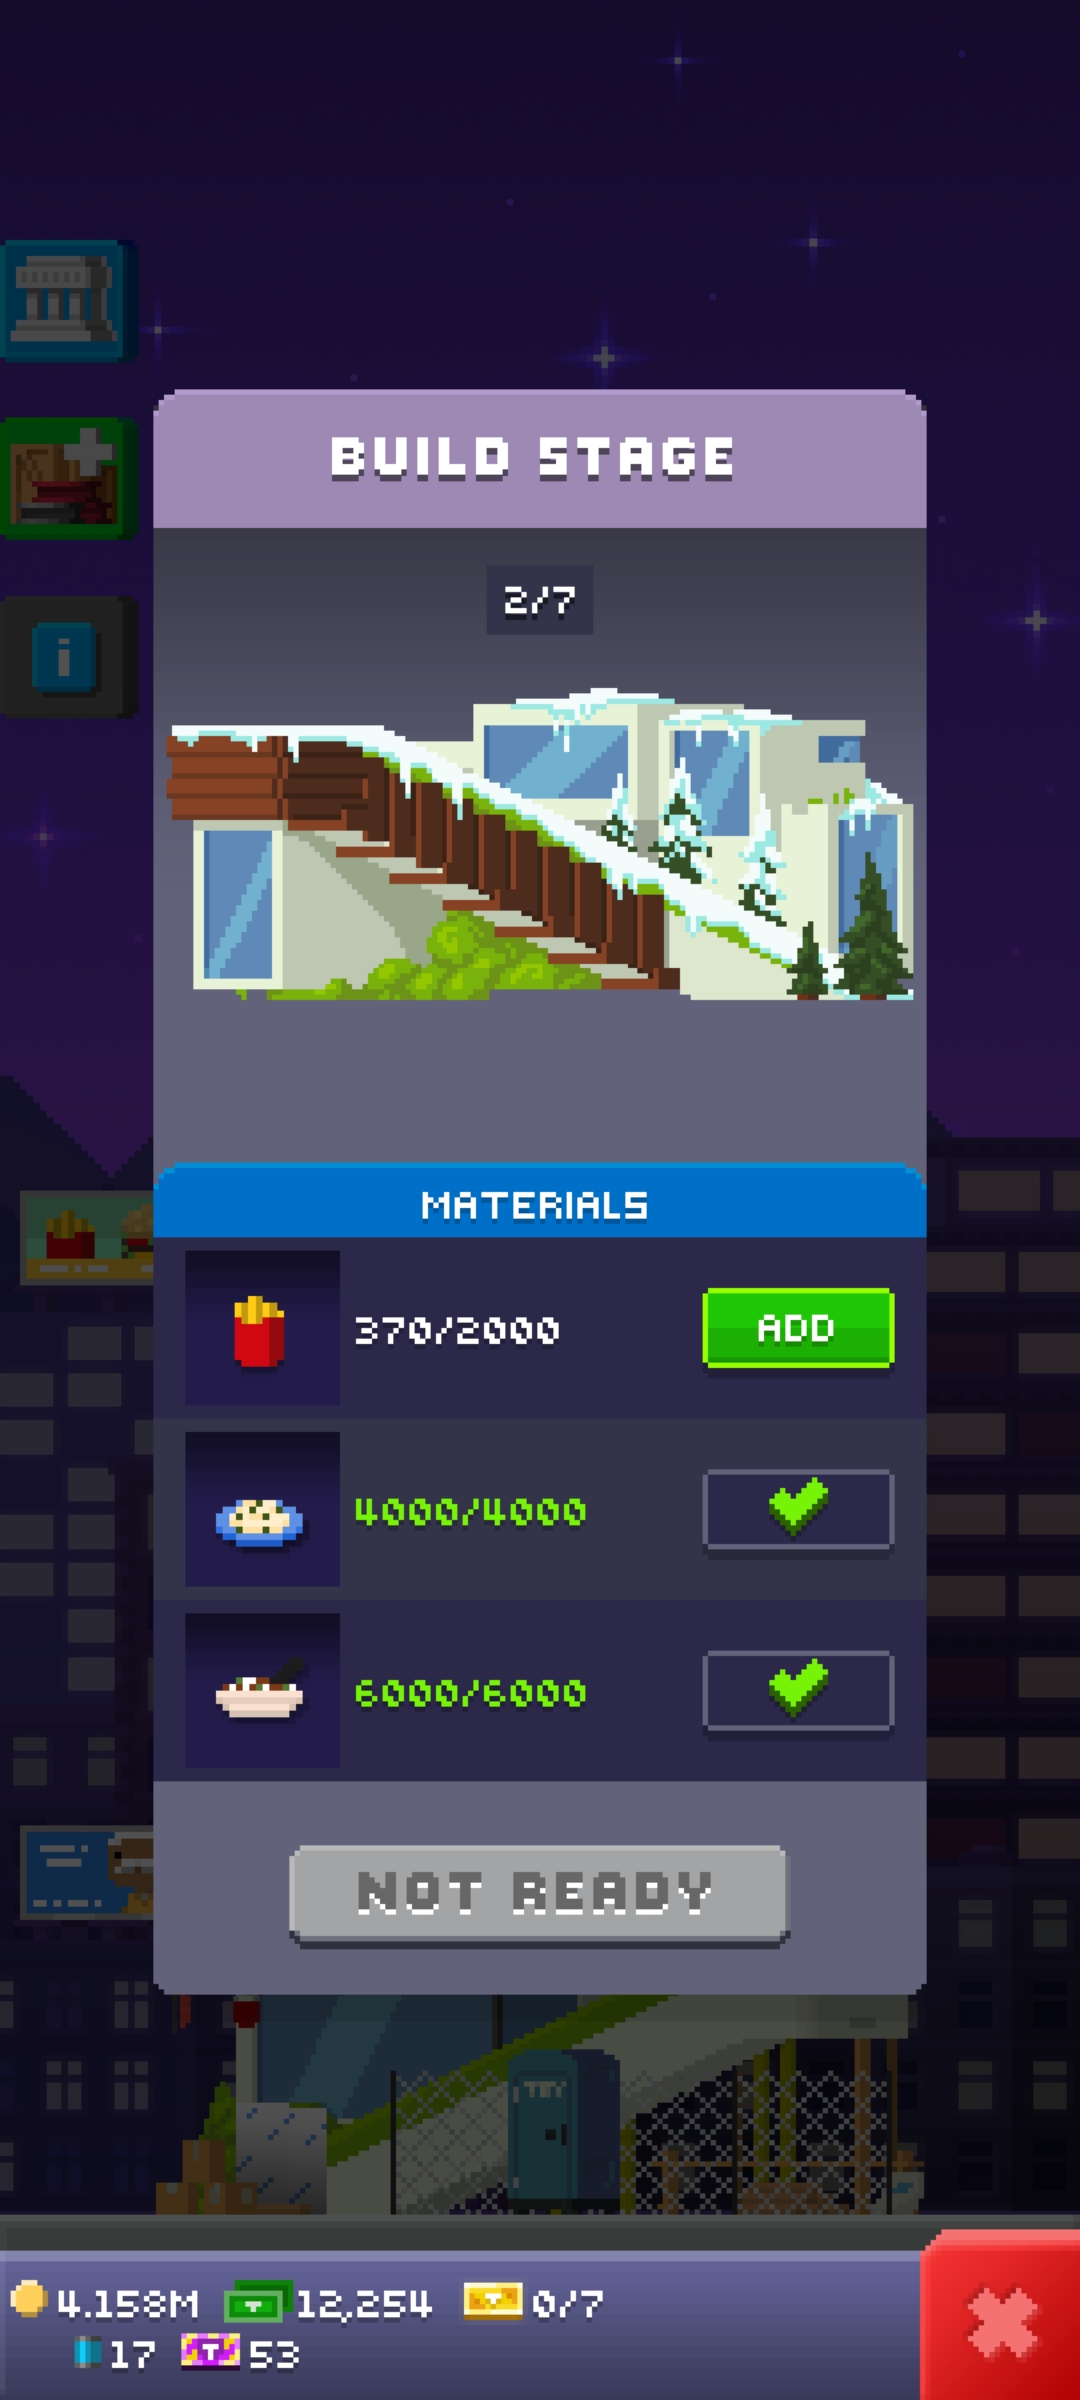 BUILD STAGE
2/7
MATERIALS
370/2000
ADD
4000/4000
6000/6000
NOT READY
4.158M 12,254 0/7
17 53